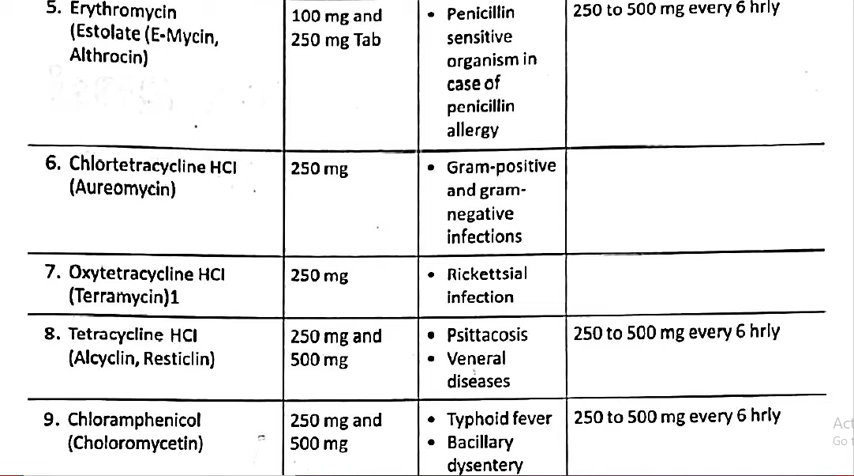 5. Erythromycin
(Estolate (E-Mycin,
Althrocin)
100 mg and
250 mg Tab
• Penicillin
sensitive
organism in
case of
penicillin
allergy
250 to 500 mg every 6 hrly
6. Chlortetracycline HCl
(Aureomycin)
250 mg
• Gram-positive
and gram-
negative
infections
7. Oxytetracycline HCl
(Terramycin)1
250 mg
• Rickettsial
infection
8. Tetracycline HCl
(Alcyclin, Resticlin)
250 mg and
500 mg
• Psittacosis
• Veneral
diseases
250 to 500 mg every 6 hrly
9. Chloramphenicol
(Choloromycetin)
250 mg and
500 mg
• Typhoid fever
• Bacillary
dysentery
250 to 500 mg every 6 hrly
Act
Go t